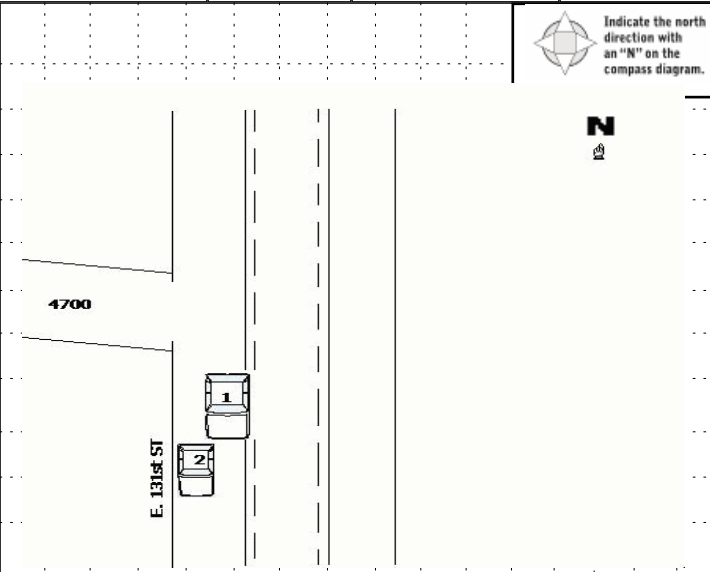 Indicate the north
direction with
an “N” on the
compass diagram.
N
4700
1
2
E. 131st ST